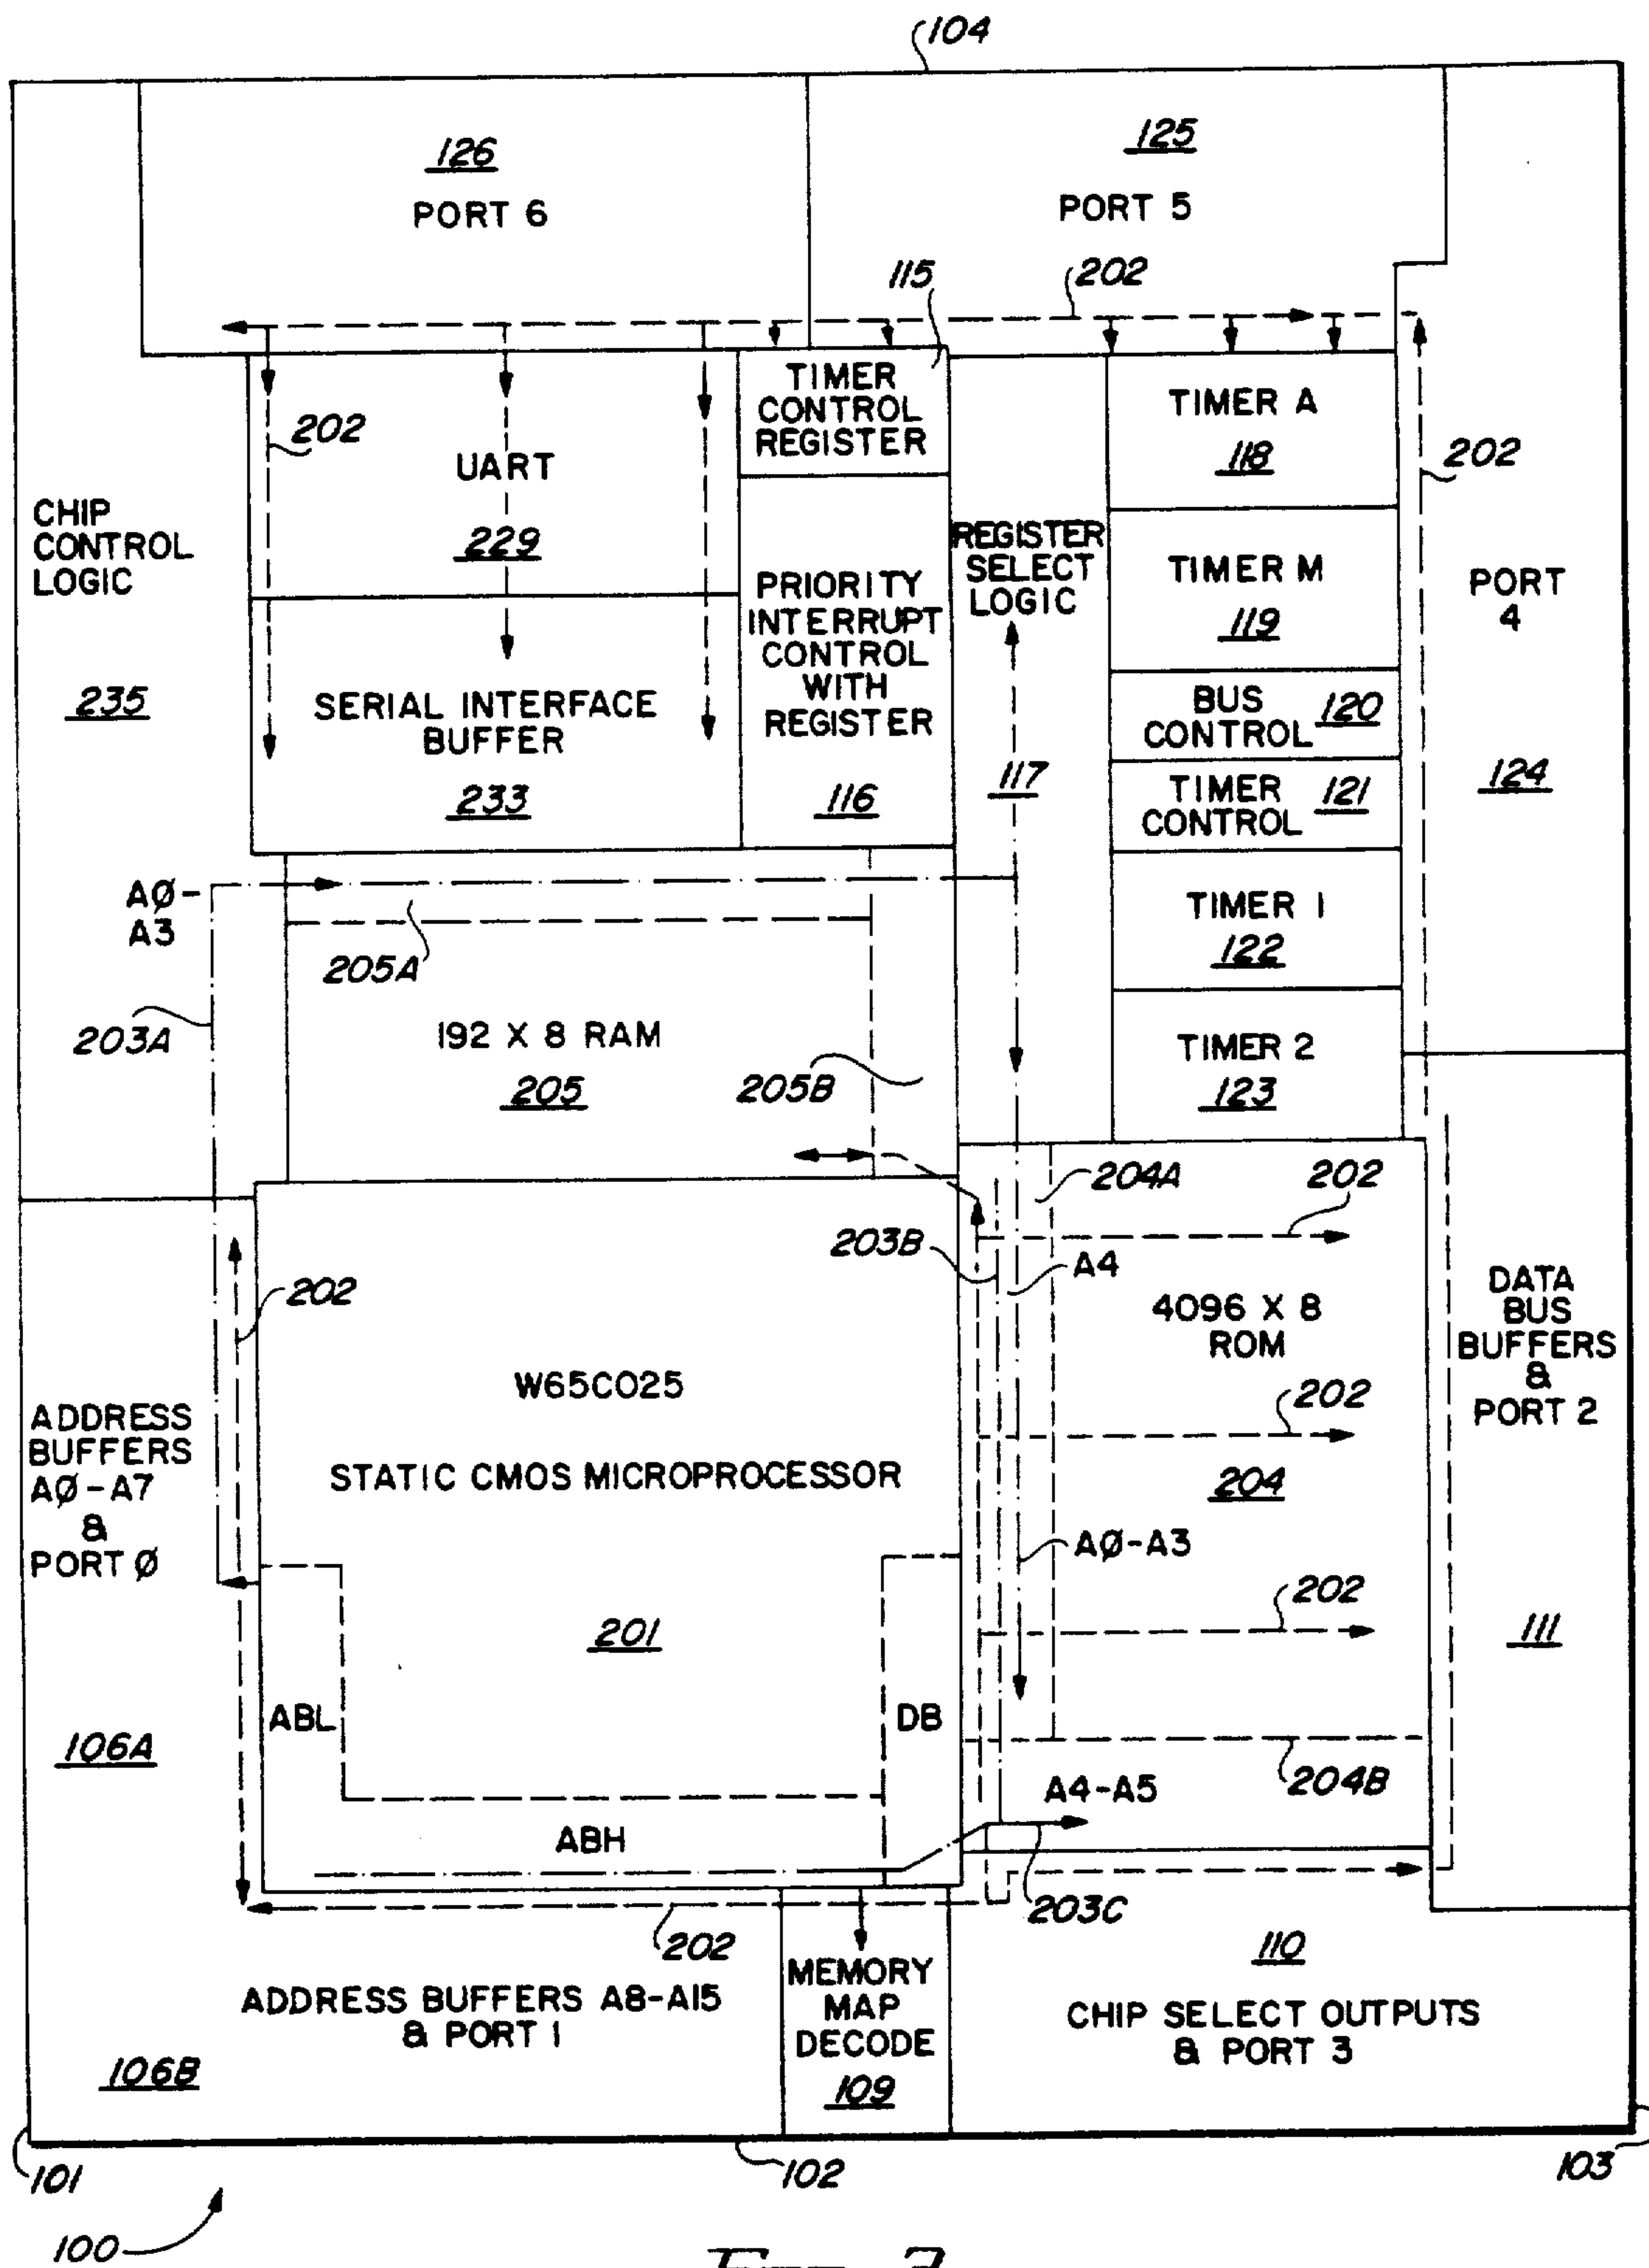 104
126
PORT 6
125
PORT 5
115
202
TIMER
CONTROL
REGISTER
TIMER A
118
202
UART
229
202
CHIP
CONTROL
LOGIC
235
PRIORITY
INTERRUPT
CONTROL
WITH
REGISTER
116
REGISTER
SELECT
LOGIC
117
TIMER M
119
PORT
4
124
SERIAL INTERFACE
BUFFER
233
BUS
CONTROL
120
TIMER
CONTROL
121
AØ-
A3
205A
TIMER 1
122
203A
192 X 8 RAM
205
205B
TIMER 2
123
204A
202
203B
A4
202
4096 X 8
ROM
DATA
BUS
BUFFERS
&
PORT 2
W65C025
STATIC CMOS MICROPROCESSOR
202
204
ADDRESS
BUFFERS
AØ-A7
&
PORT Ø
AØ-A3
202
201
111
ABL
DB
106A
204B
A4-A5
ABH
203C
202
110
MEMORY
MAP
DECODE
109
ADDRESS BUFFERS A8-A15
& PORT 1
CHIP SELECT OUTPUTS
& PORT 3
106B
101
102
103
100